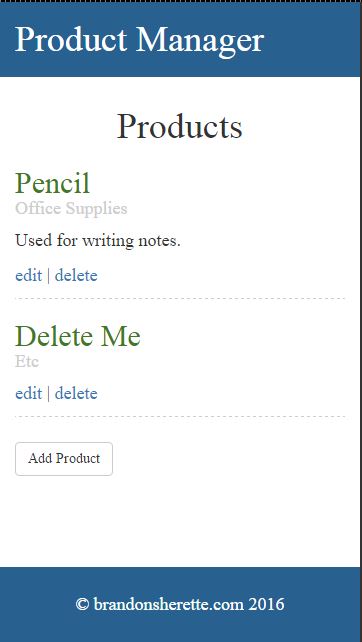 Product Manager
Products
Pencil
Office Supplies
Used for writing notes.
edit | delete
Delete Me
Etc
edit | delete
Add Product
© brandonsherette.com 2016